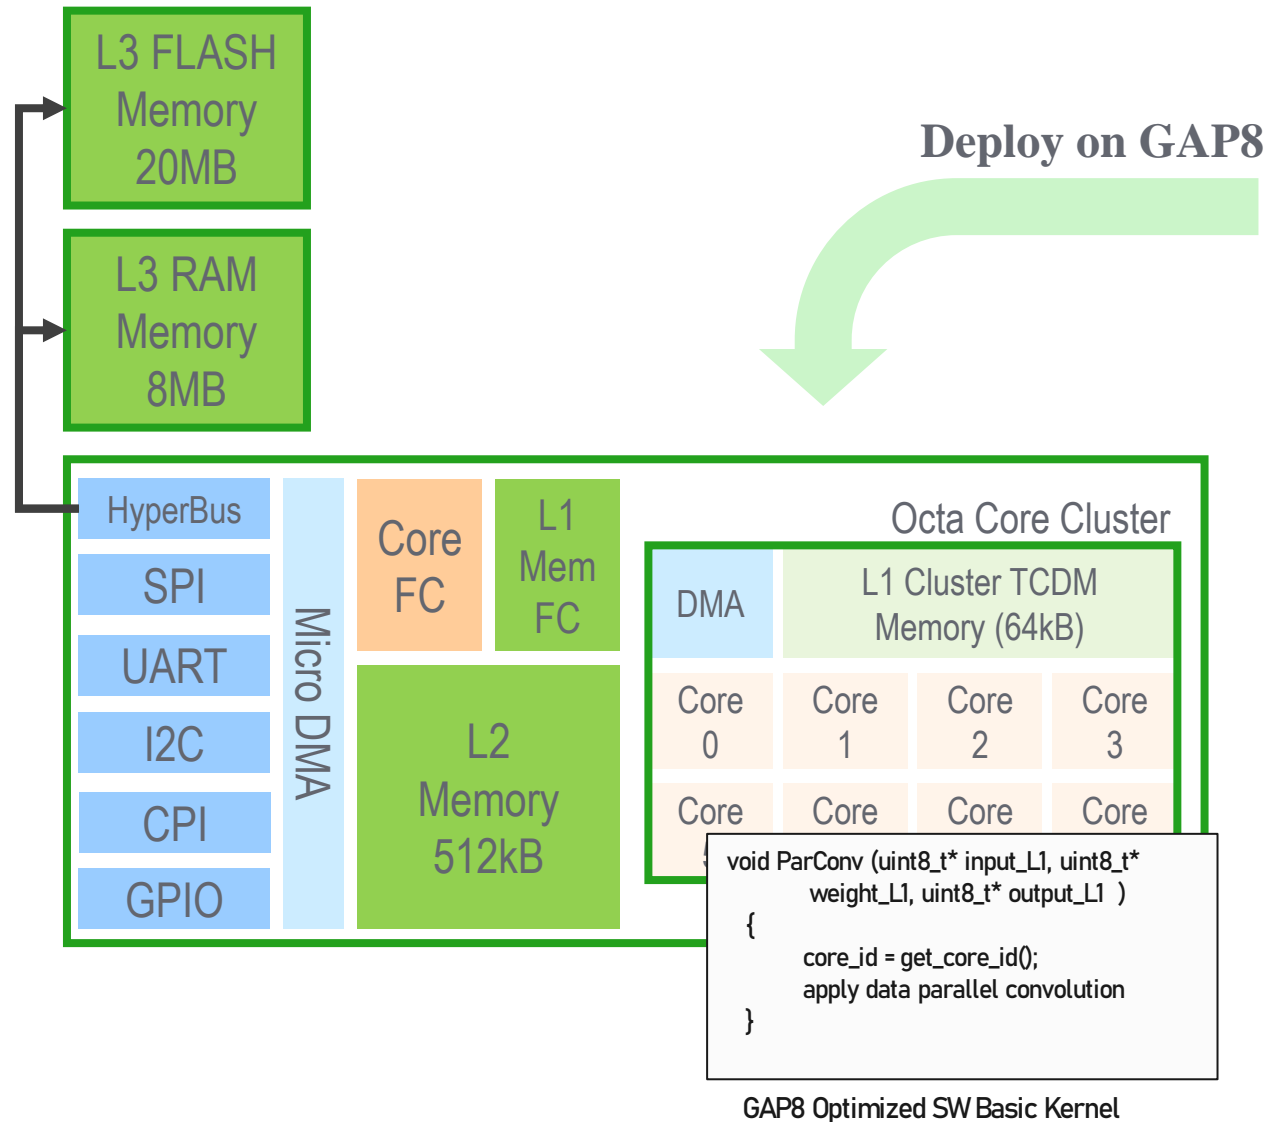 L3 FLASH
Memory
20MB
Deploy on GAP8
L3 RAM
Memory
8MB
HyperBus
SPI
UART
I2C
CPI
GPIO
Micro DMA
Core
FC
L1
Mem
FC
L2
Memory
512kB
Octa Core Cluster
DMA
L1 Cluster TCDM
Memory (64kB)
Core
0
Core
1
Core
2
Core
3
Core
Core
Core
Core
void ParConv (uint8_t* input_L1, uint8_t*
weight_L1, uint8_t* output_L1 )
{
core_id = get_core_id();
apply data parallel convolution
}
GAP8 Optimized SW Basic Kernel